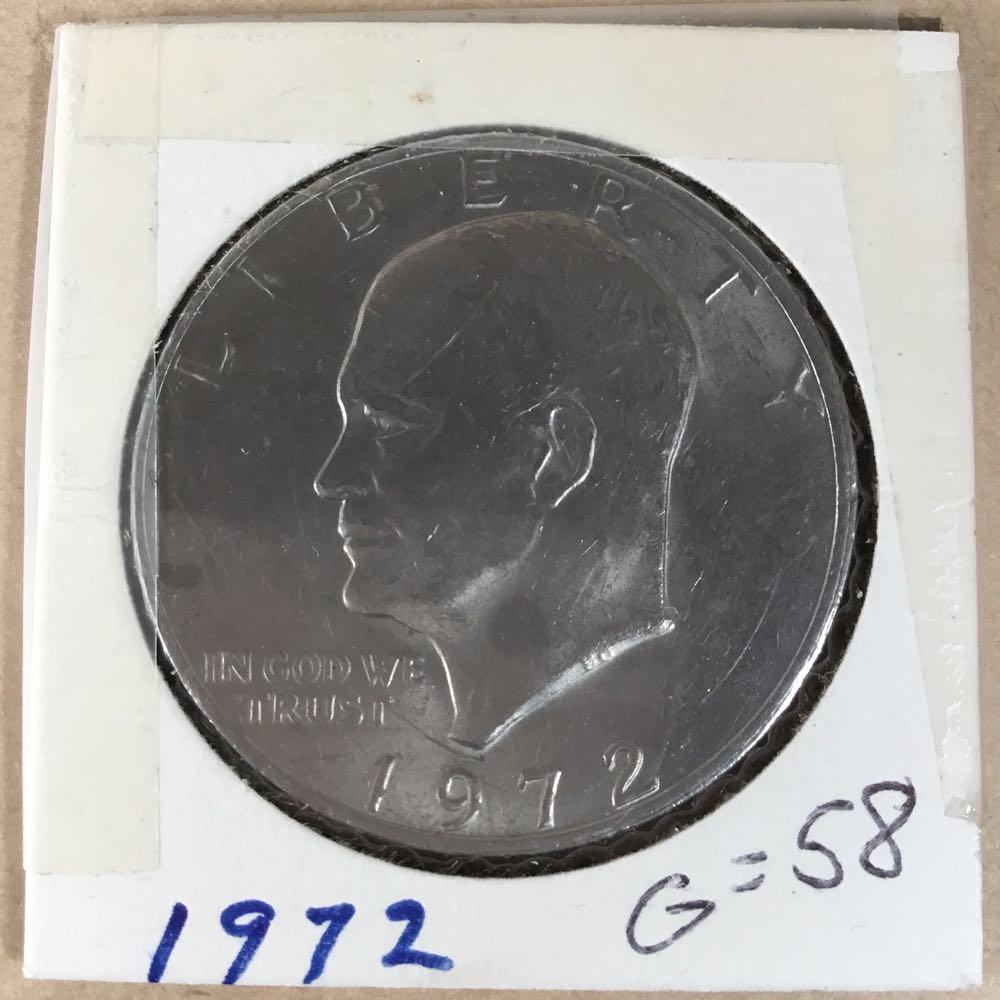 LIBERTY
IN GOD WE
TRUST
1972
1972
G=58